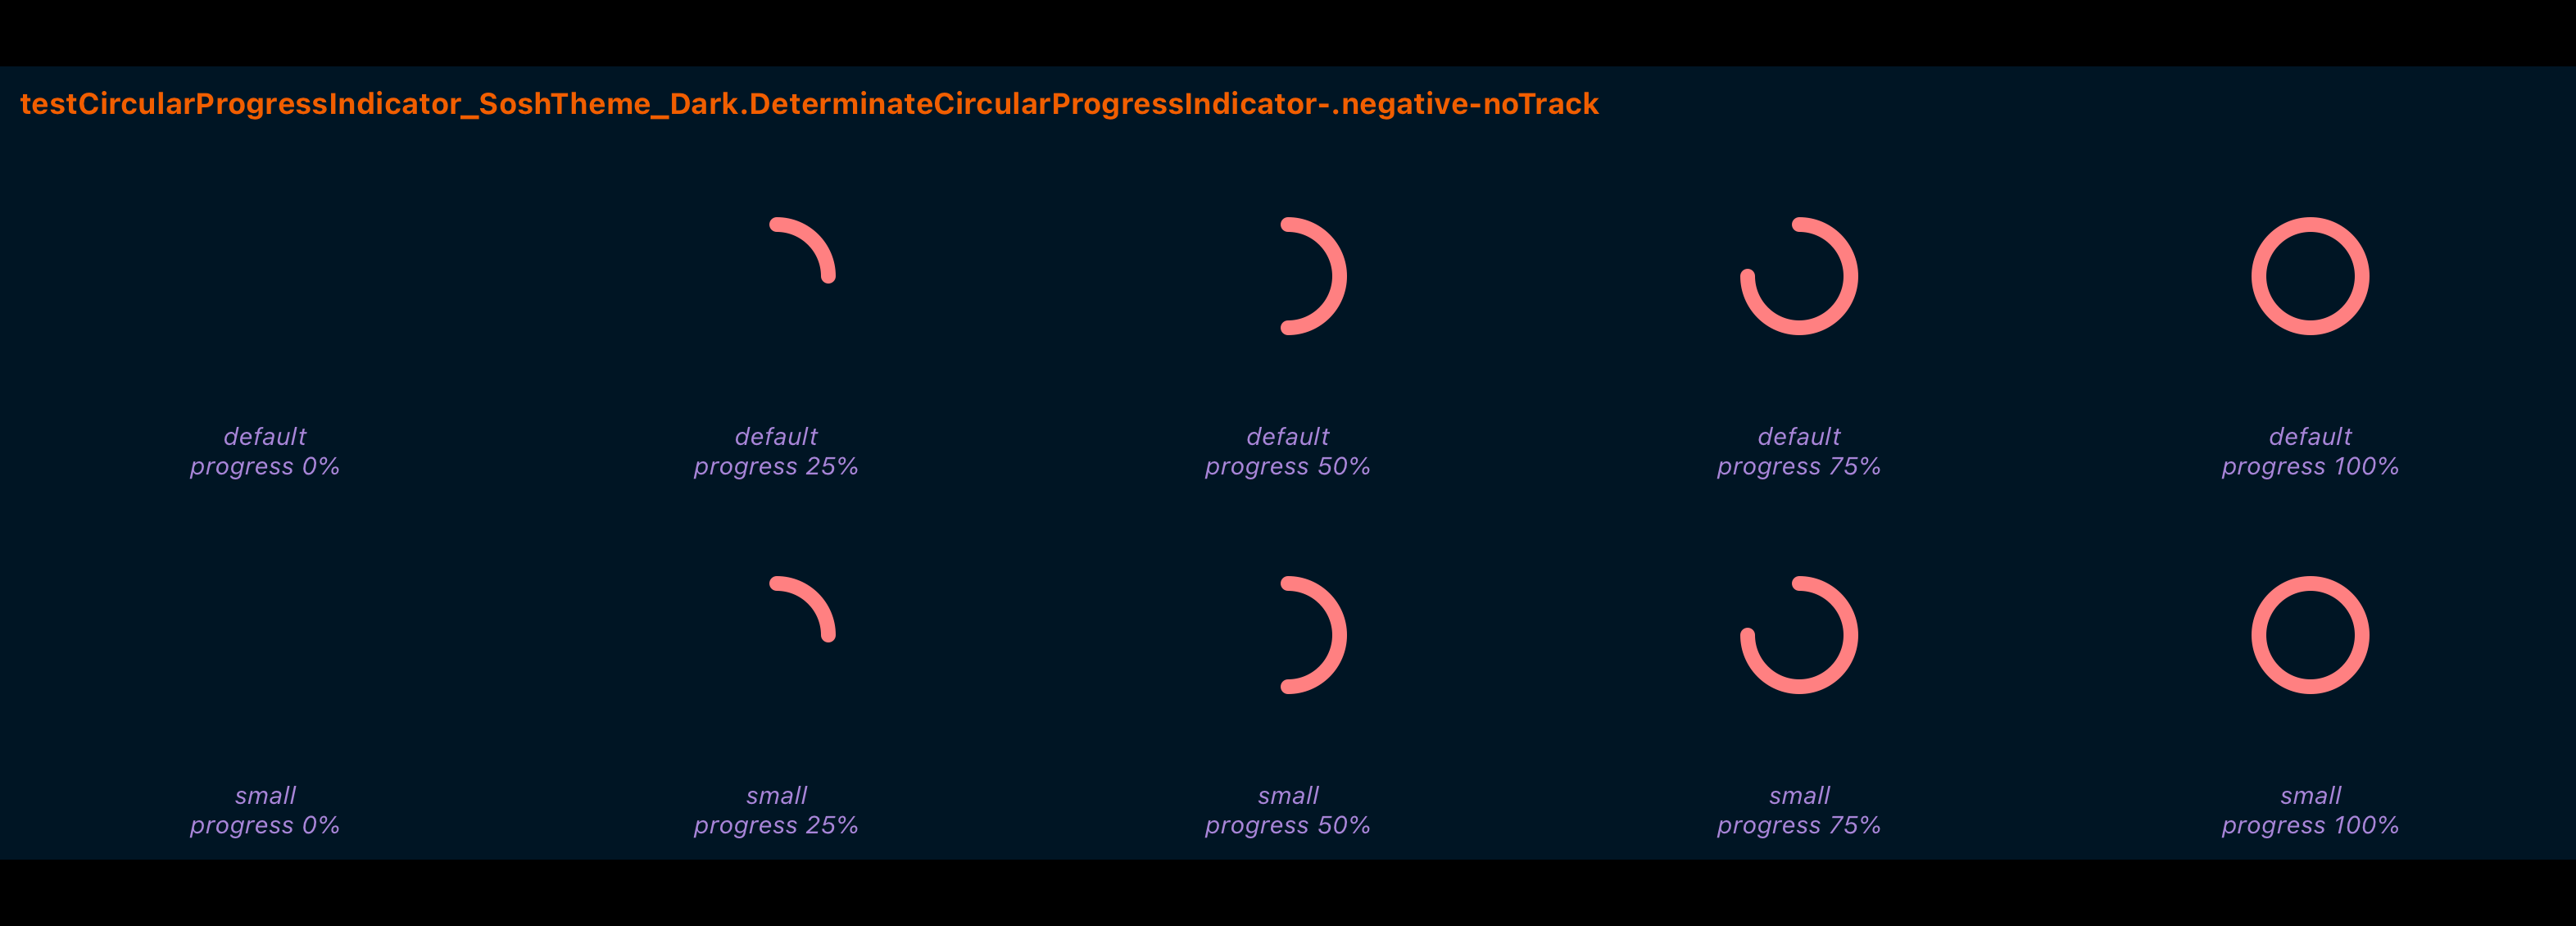 testCircularProgressIndicator_SoshTheme_Dark.DeterminateCircularProgressIndicator-.negative-noTrack
default default default default default
progress 0% progress 25% progress 50% progress 75% progress 100%
small small small small small
progress 0% progress 25% progress 50% progress 75% progress 100%